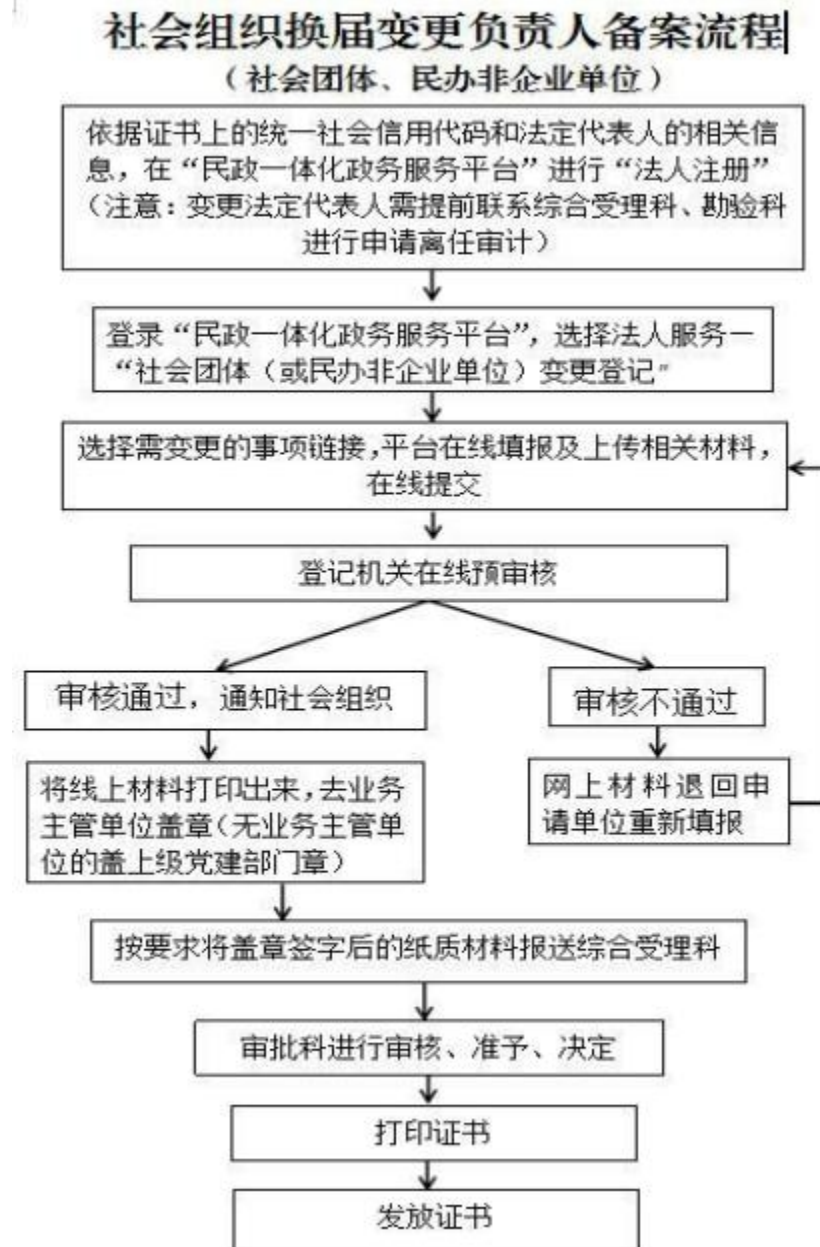 社会组织换届变更负责人备案流程
（社会团体、民办非企业单位）
依据证书上的统一社会信用代码和法定代表人的相关信
息，在“民政一体化政务服务平台”进行“法人注册”
（注意：变更法定代表人需提前联系综合受理科、勘验科
进行申请离任审计）
登录“民政一体化政务服务平台”，选择法人服务—
“社会团体（或民办非企业单位）变更登记”
选择需变更的事项链接，平台在线填报及上传相关材料，
在线提交
登记机关在线预审核
审核通过，通知社会组织
审核不通过
将线上材料打印出来，去业务
主管单位盖章（无业务主管单
位的盖上级党建部门章）
网上材料退回申
请单位重新填报
按要求将盖章签字后的纸质材料报送综合受理科
审批科进行审核、准予、决定
打印证书
发放证书